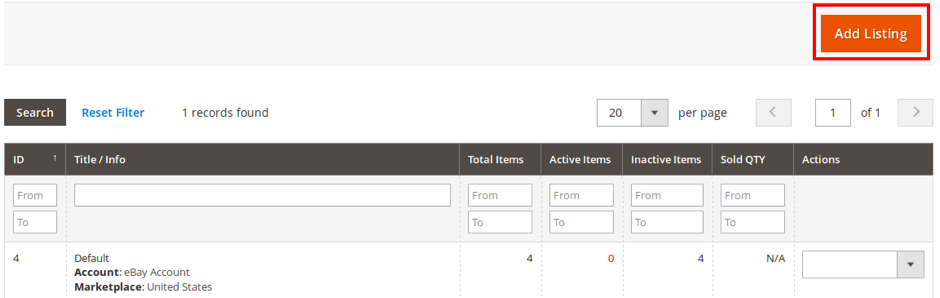 Add Listing
Search Reset Filter 1 records found 20 per page 1 of 1
ID ↑ Title / Info Total Items Active Items Inactive Items Sold QTY Actions
From From From From From
To To To To To
4 Default 4 0 4 N/A
Account: eBay Account
Marketplace: United States